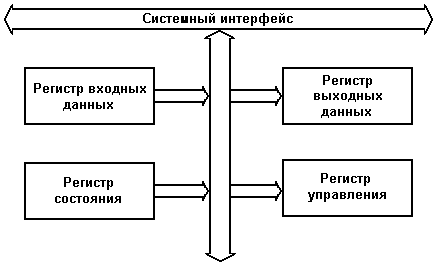 Системный интерфейс
Регистр входных
данных
Регистр
выходных
данных
Регистр
состояния
Регистр
управления